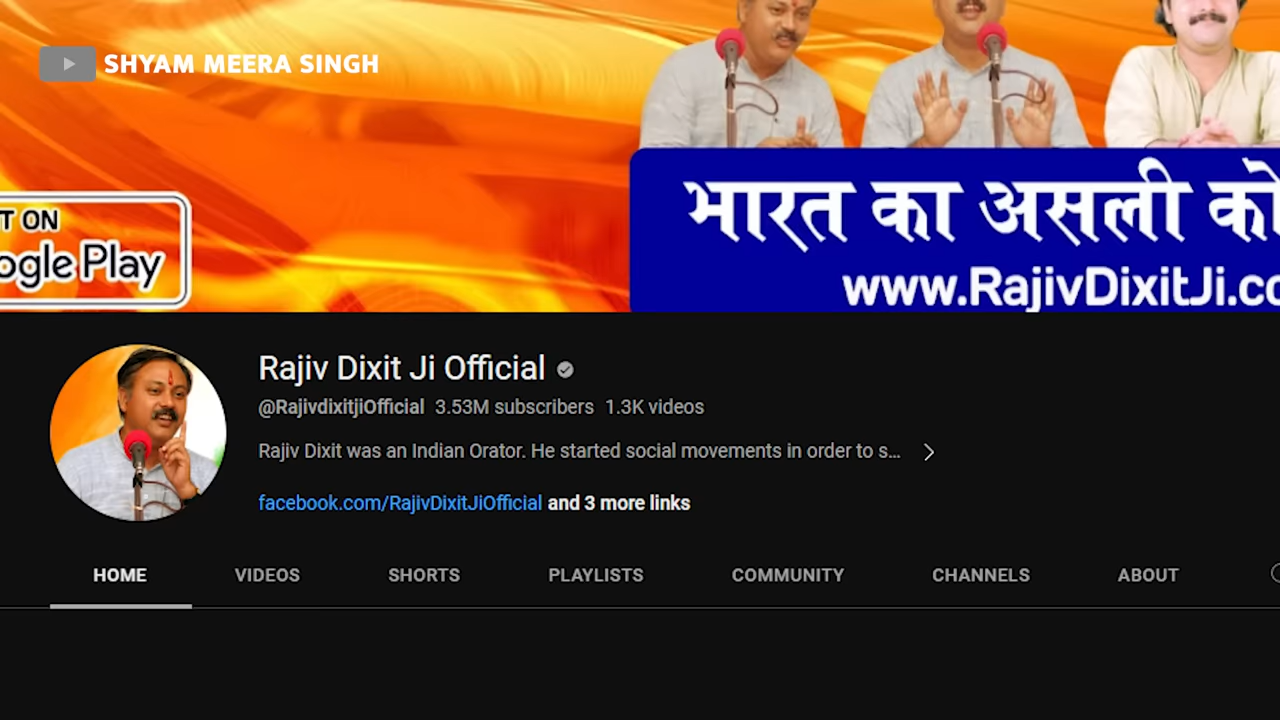 SHYAM MEERA SINGH
T ON
ogle Play
भारत का असली को
www.RajivDixitJi.co
Rajiv Dixit Ji Official
@RajivdixitjiOfficial 3.53M subscribers 1.3K videos
Rajiv Dixit was an Indian Orator. He started social movements in order to s...
facebook.com/RajivDixitJiOfficial and 3 more links
HOME VIDEOS SHORTS PLAYLISTS COMMUNITY CHANNELS ABOUT